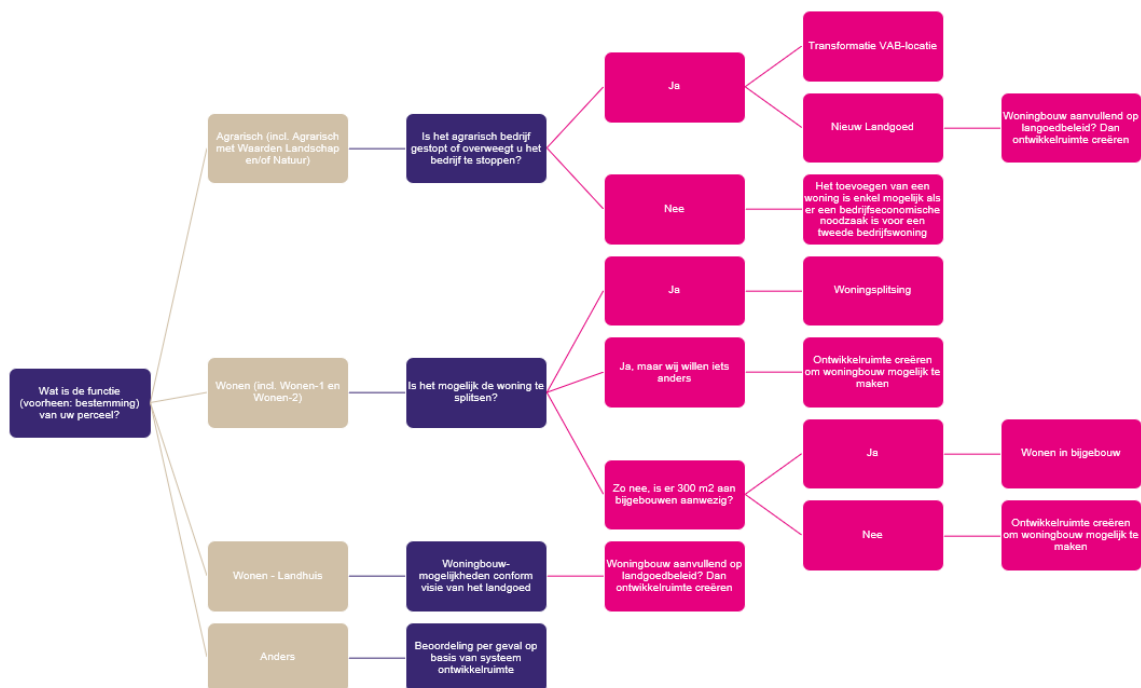 Wat is de functie
(voorheen: bestemming)
van uw perceel?
Agrarisch (incl. Agrarisch
met Waarden Landschap
en/of Natuur)
Is het agrarisch bedrijf
gestopt of overweegt u het
bedrijf te stoppen?
Ja
Transformatie VAB-locatie
Nieuw Landgoed
Woningbouw aanvullend op
langoedbeleid? Dan
ontwikkelruimte creëren
Nee
Het toevoegen van een
woning is enkel mogelijk als
er een bedrijfseconomische
noodzaak is voor een
tweede bedrijfswoning
Wonen (incl. Wonen-1 en
Wonen-2)
Is het mogelijk de woning te
splitsen?
Ja
Woningsplitsing
Ja, maar wij willen iets
anders
Ontwikkelruimte creëren
om woningbouw mogelijk te
maken
Zo nee, is er 300 m2 aan
bijgebouwen aanwezig?
Ja
Wonen in bijgebouw
Nee
Ontwikkelruimte creëren
om woningbouw mogelijk te
maken
Wonen - Landhuis
Woningbouw-
mogelijkheden conform
visie van het landgoed
Woningbouw aanvullend op
landgoedbeleid? Dan
ontwikkelruimte creëren
Anders
Beoordeling per geval op
basis van systeem
ontwikkelruimte